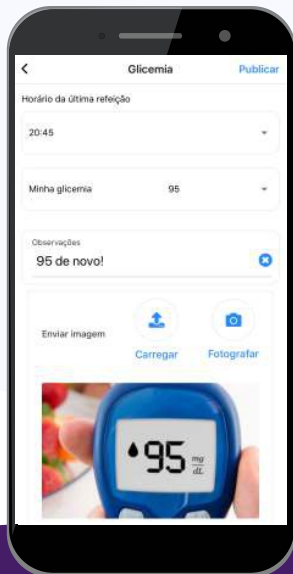 Glicemia Publicar
Horário da última refeição
20:45
Minha glicemia 95
Observações
95 de novo!
Enviar imagem
Carregar Fotografar
95 mg/dL